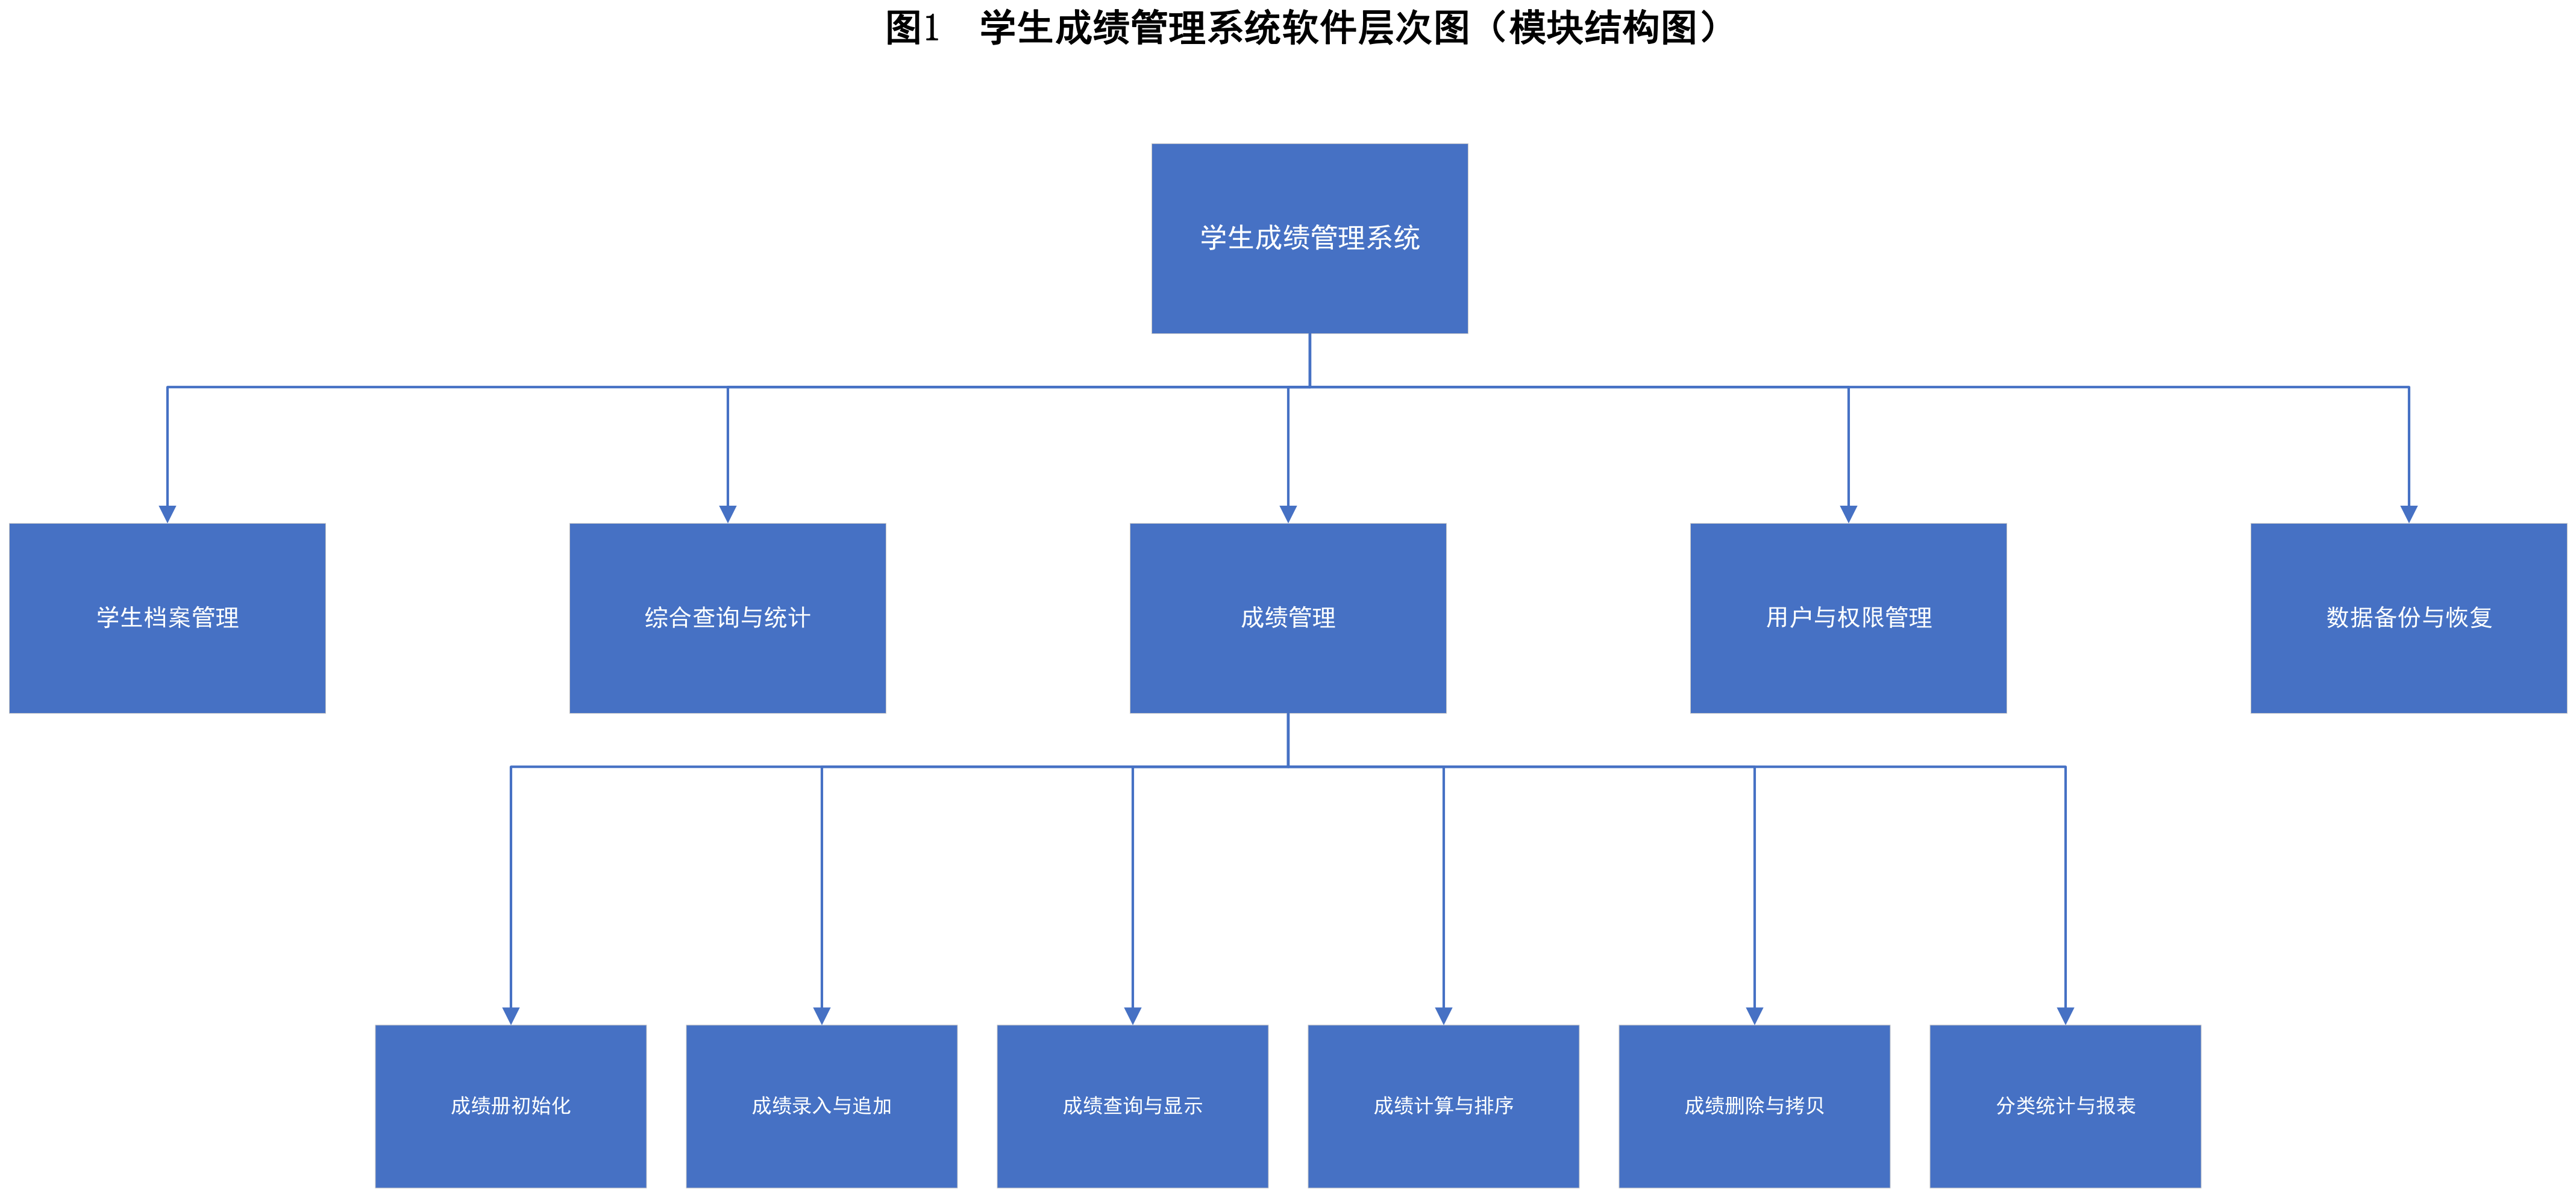 图1　学生成绩管理系统软件层次图（模块结构图）
学生成绩管理系统
学生档案管理
综合查询与统计
成绩管理
用户与权限管理
数据备份与恢复
成绩册初始化
成绩录入与追加
成绩查询与显示
成绩计算与排序
成绩删除与拷贝
分类统计与报表